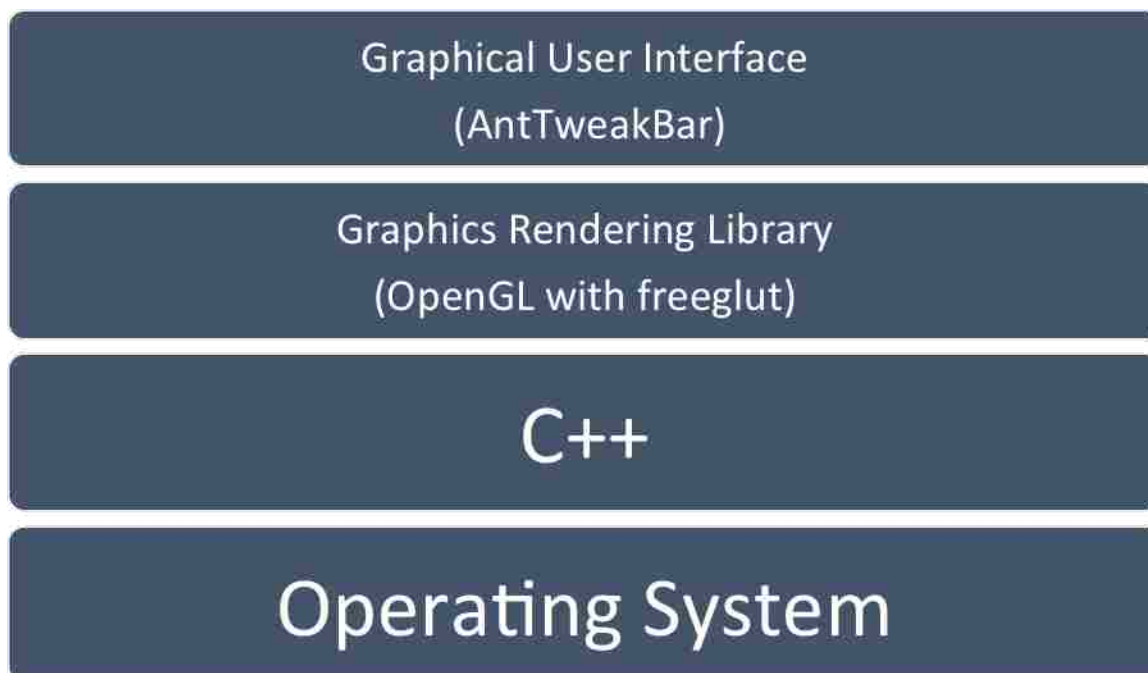 Graphical User Interface
(AntTweakBar)
Graphics Rendering Library
(OpenGL with freeglut)
C++
Operating System